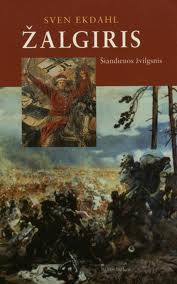 SVEN EKDAHL
ŽALGIRIS
Šiandienos žvilgsnis